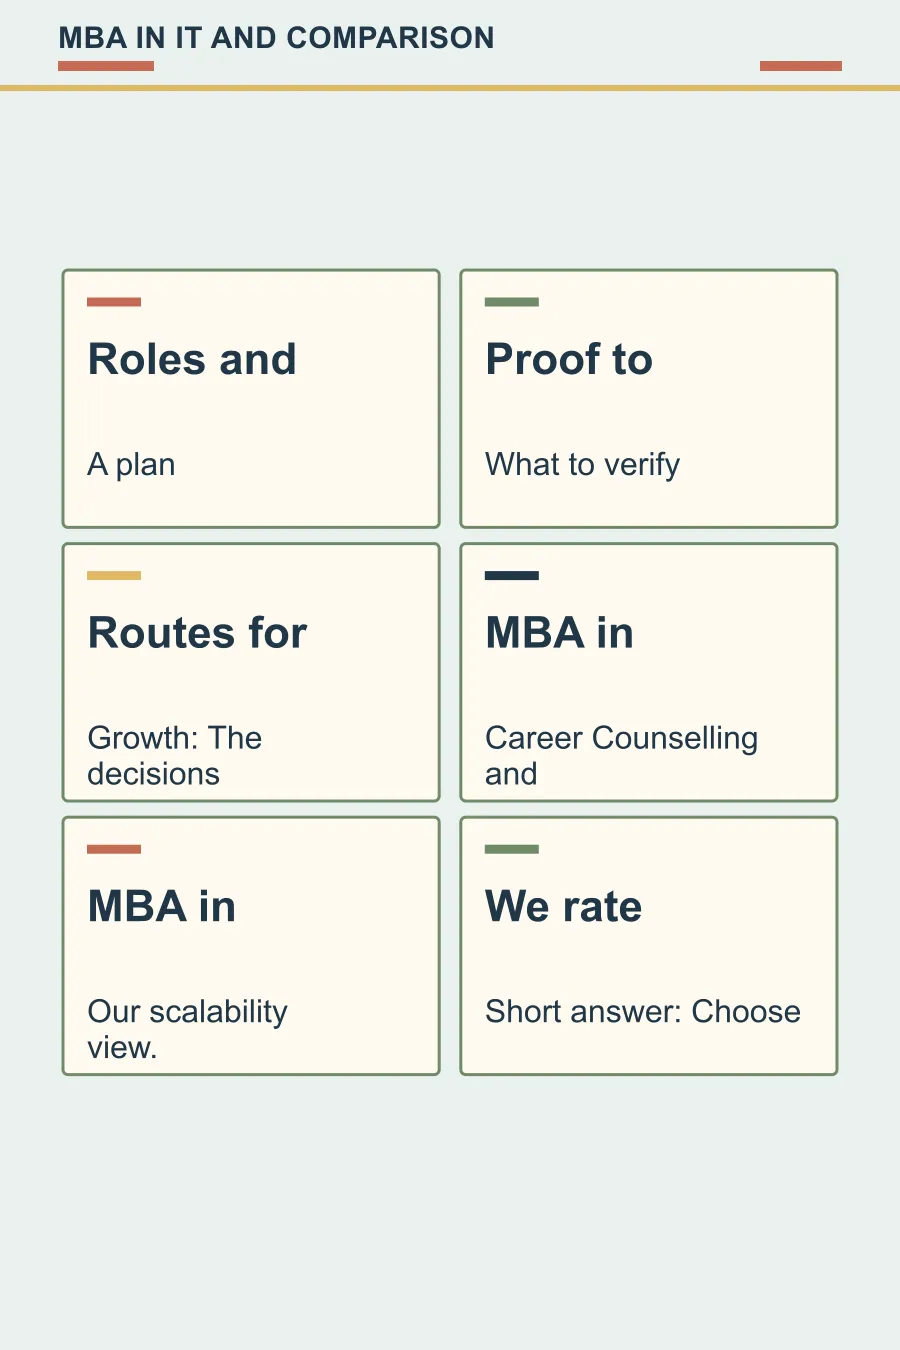 MBA IN IT AND COMPARISON
Roles and
A plan
Proof to
What to verify
Routes for
Growth: The
decisions
MBA in
Career Counselling
and
MBA in
Our scalability
view.
We rate
Short answer: Choose